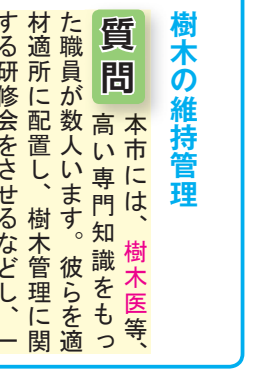 樹木の維持管理
質問
本市には、樹木医等、
高い専門知識をもっ
た職員が数人います。彼らを適
材適所に配置し、樹木管理に関
する研修会をさせるなどし、一